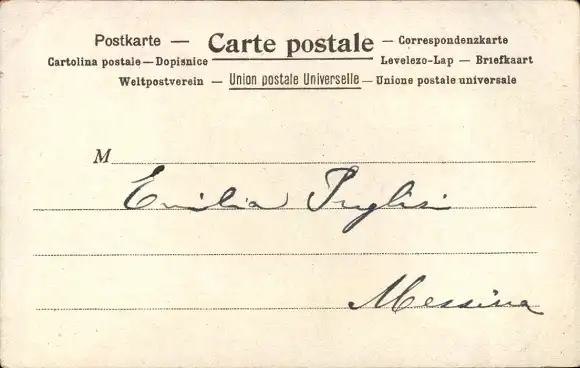 Postkarte — Carte postale — Correspondenzkarte
Cartolina postale — Dopisnice Levelezo-Lap — Briefkaart
Weltpostverein — Union postale Universelle — Unione postale universale
M
Emilia Puglisi
Messina